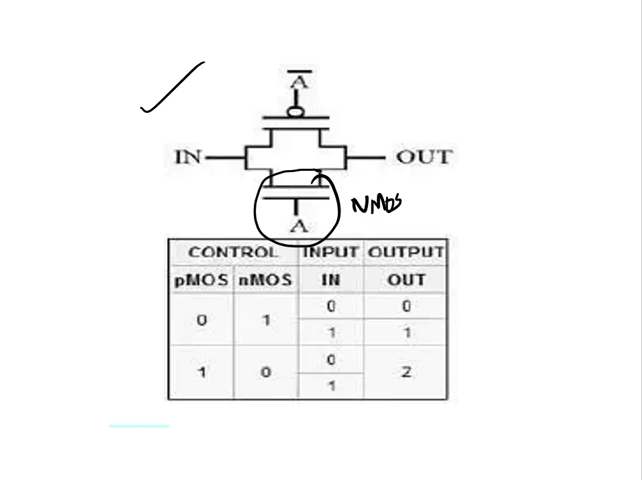 A̅
IN OUT
NMOS
A
CONTROL INPUT OUTPUT
pMOS nMOS IN OUT
0 1 0 0
1 1
1 0 0 2
1